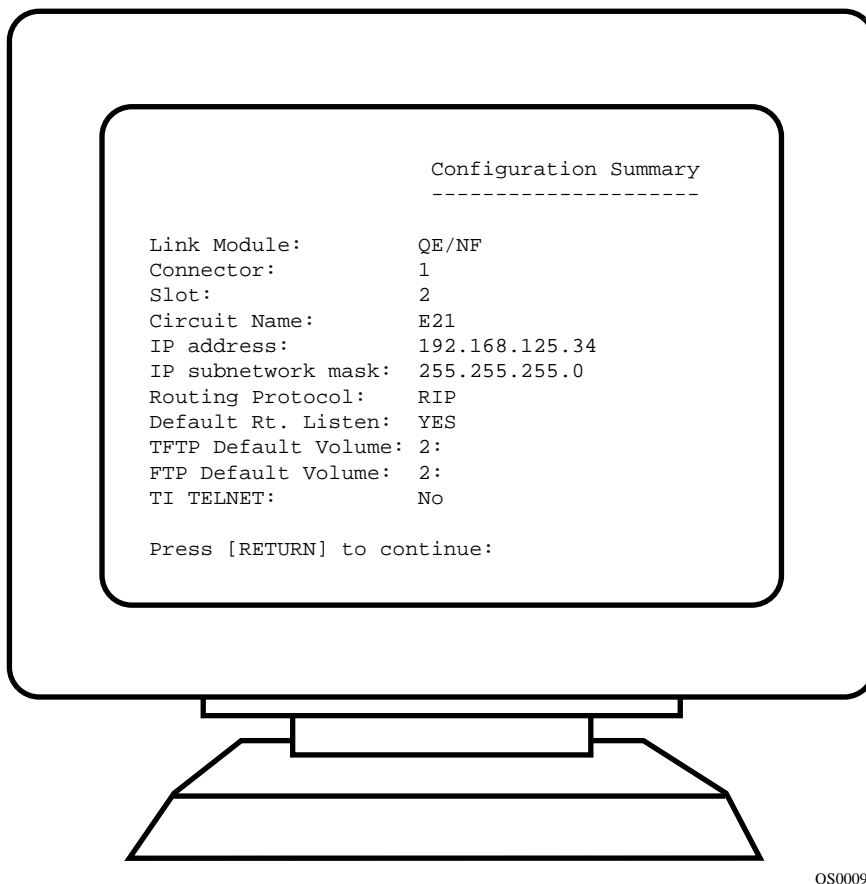 Configuration Summary
---------------------
Link Module: QE/NF
Connector: 1
Slot: 2
Circuit Name: E21
IP address: 192.168.125.34
IP subnetwork mask: 255.255.255.0
Routing Protocol: RIP
Default Rt. Listen: YES
TFTP Default Volume: 2:
FTP Default Volume: 2:
TI TELNET: No
Press [RETURN] to continue:
QS0009